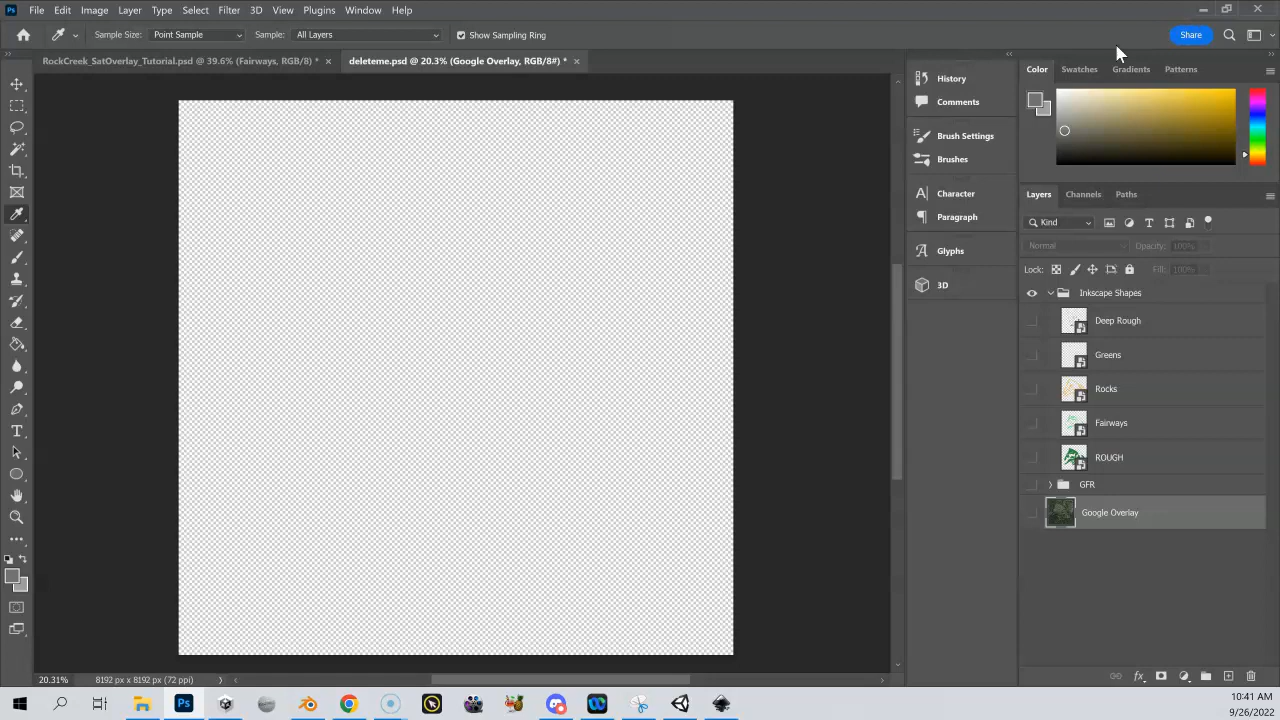 Ps File Edit Image Layer Type Select Filter 3D View Plugins Window Help
Sample Size: Point Sample Sample: All Layers Show Sampling Ring Share
RockCreek_SatOverlay_Tutorial.psd @ 39.6% (Fairways, RGB/8) * × deleteme.psd @ 20.3% (Google Overlay, RGB/8#) * ×
History
Comments
Brush Settings
Brushes
Character
Paragraph
Glyphs
3D
Color Swatches Gradients Patterns
Layers Channels Paths
Kind
Normal Opacity: 100%
Lock: Fill: 100%
Inkscape Shapes
Deep Rough
Greens
Rocks
Fairways
ROUGH
GFR
Google Overlay
20.31% 8192 px x 8192 px (72 ppi)
Ps
10:41 AM
9/26/2022